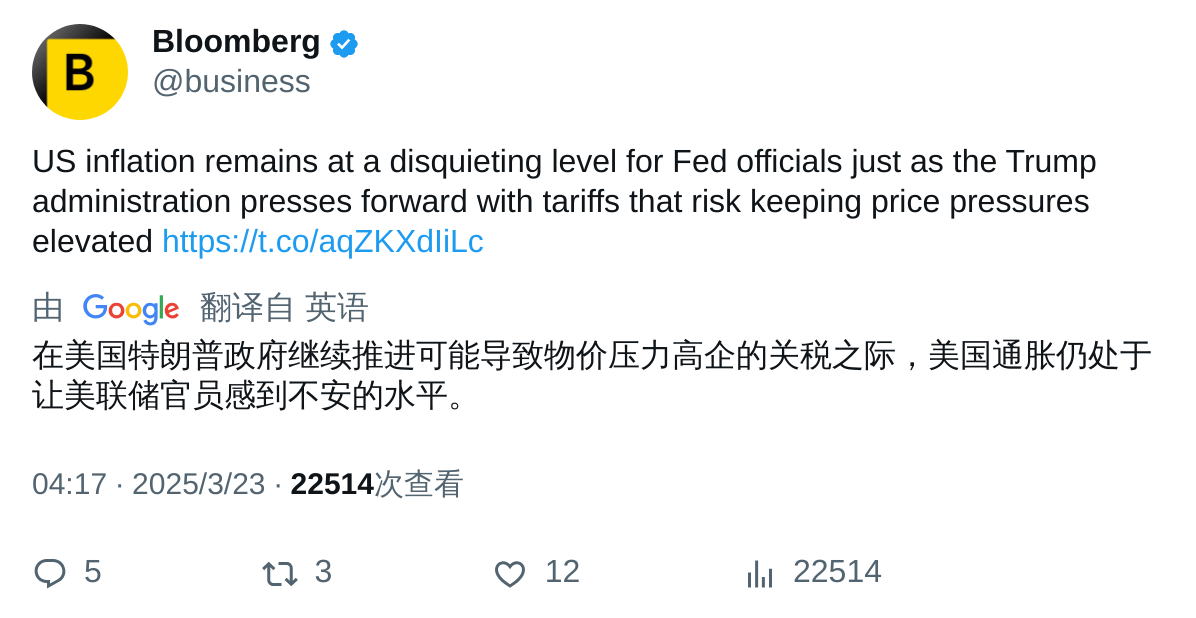 Bloomberg
@business
B
US inflation remains at a disquieting level for Fed officials just as the Trump
administration presses forward with tariffs that risk keeping price pressures
elevated https://t.co/aqZKXdIiLc
由 Google 翻译自 英语
在美国特朗普政府继续推进可能导致物价压力高企的关税之际，美国通胀仍处于
让美联储官员感到不安的水平。
04:17 · 2025/3/23 · 22514次查看
5 3 12 22514